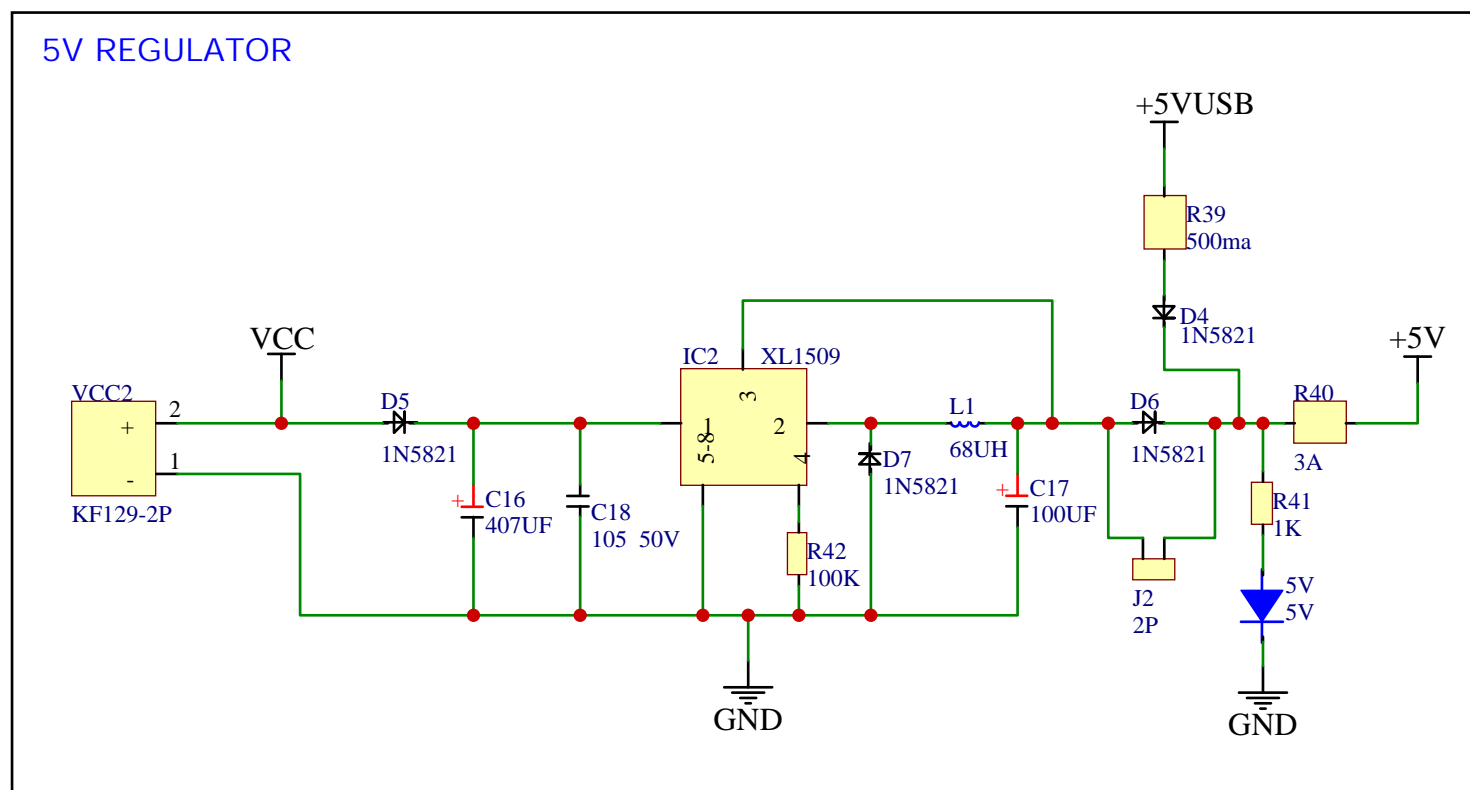 5V REGULATOR
+5VUSB
R39
500ma
D4
1N5821
VCC
+5V
VCC2
2
+
1
-
KF129-2P
D5
1N5821
+
C16
407UF
C18
105 50V
IC2
XL1509
3
1
2
5-8
4
R42
100K
D7
1N5821
L1
68UH
+
C17
100UF
D6
1N5821
J2
2P
R40
3A
R41
1K
5V
5V
GND
GND